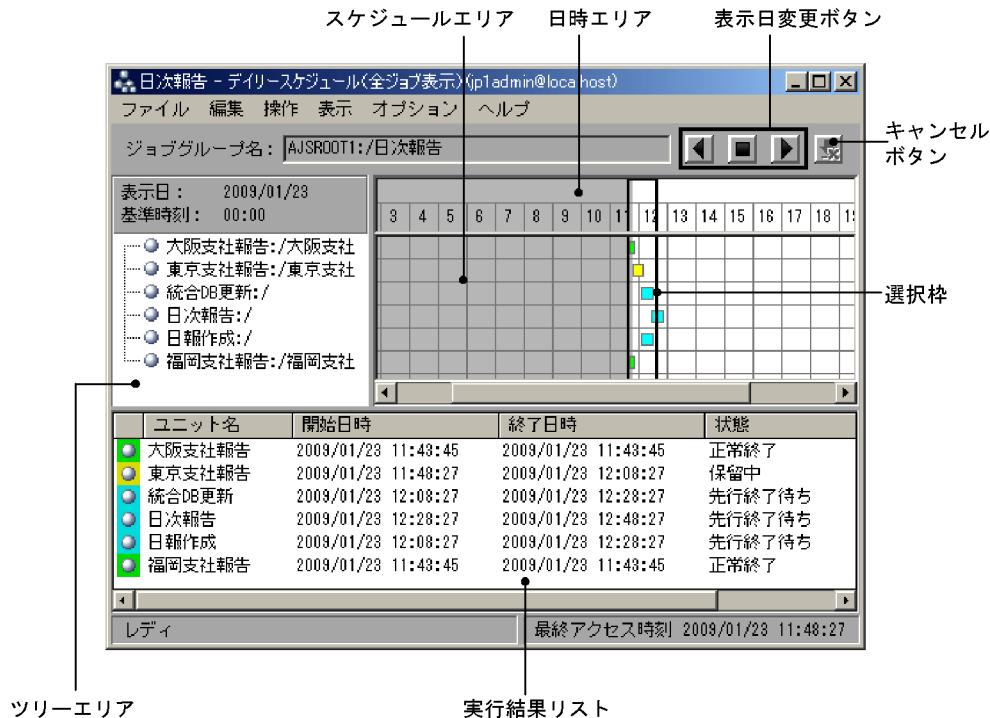 スケジュールエリア 日時エリア 表示日変更ボタン
日次報告 - デイリースケジュール(全ジョブ表示)(jp1admin@localhost)
ファイル 編集 操作 表示 オプション ヘルプ
ジョブグループ名: AJSROOT1:/日次報告
キャンセル
ボタン
表示日: 2009/01/23
基準時刻: 00:00
3 4 5 6 7 8 9 10 11 12 13 14 15 16 17 18
大阪支社報告:/大阪支社
東京支社報告:/東京支社
統合DB更新:/
日次報告:/
日報作成:/
福岡支社報告:/福岡支社
選択枠
ユニット名 開始日時 終了日時 状態
大阪支社報告 2009/01/23 11:43:45 2009/01/23 11:43:45 正常終了
東京支社報告 2009/01/23 11:48:27 2009/01/23 12:08:27 保留中
統合DB更新 2009/01/23 12:08:27 2009/01/23 12:28:27 先行終了待ち
日次報告 2009/01/23 12:28:27 2009/01/23 12:48:27 先行終了待ち
日報作成 2009/01/23 12:08:27 2009/01/23 12:28:27 先行終了待ち
福岡支社報告 2009/01/23 11:43:45 2009/01/23 11:43:45 正常終了
レディ 最終アクセス時刻 2009/01/23 11:48:27
ツリーエリア 実行結果リスト